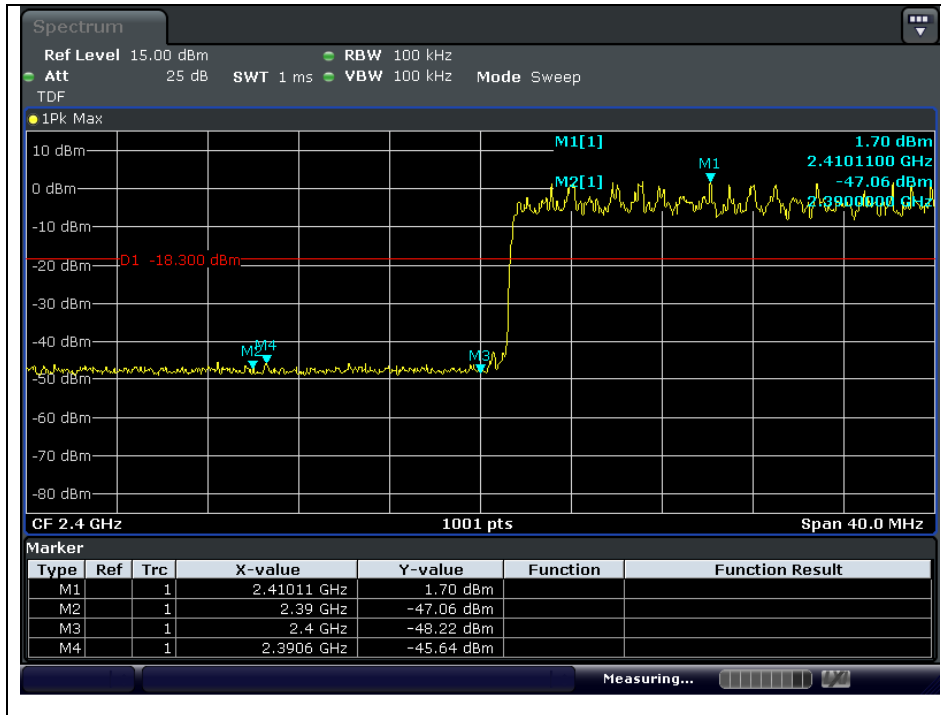 Spectrum
Ref Level 15.00 dBm RBW 100 kHz
Att 25 dB SWT 1 ms VBW 100 kHz Mode Sweep
TDF
1Pk Max
M1[1] 1.70 dBm
2.4101100 GHz
M2[1] -47.06 dBm
2.3900000 GHz
M1
10 dBm
0 dBm
-10 dBm
-20 dBm
D1 -18.300 dBm
-30 dBm
-40 dBm
M2 M4 M3
-50 dBm
-60 dBm
-70 dBm
-80 dBm
CF 2.4 GHz 1001 pts Span 40.0 MHz
Marker
Type Ref Trc X-value Y-value Function Function Result
M1 1 2.41011 GHz 1.70 dBm
M2 1 2.39 GHz -47.06 dBm
M3 1 2.4 GHz -48.22 dBm
M4 1 2.3906 GHz -45.64 dBm
Measuring...